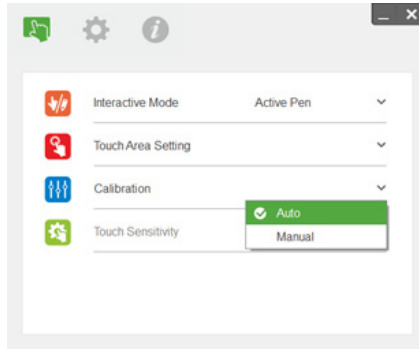 Interactive Mode Active Pen
Touch Area Setting
Calibration
Auto
Touch Sensitivity
Manual